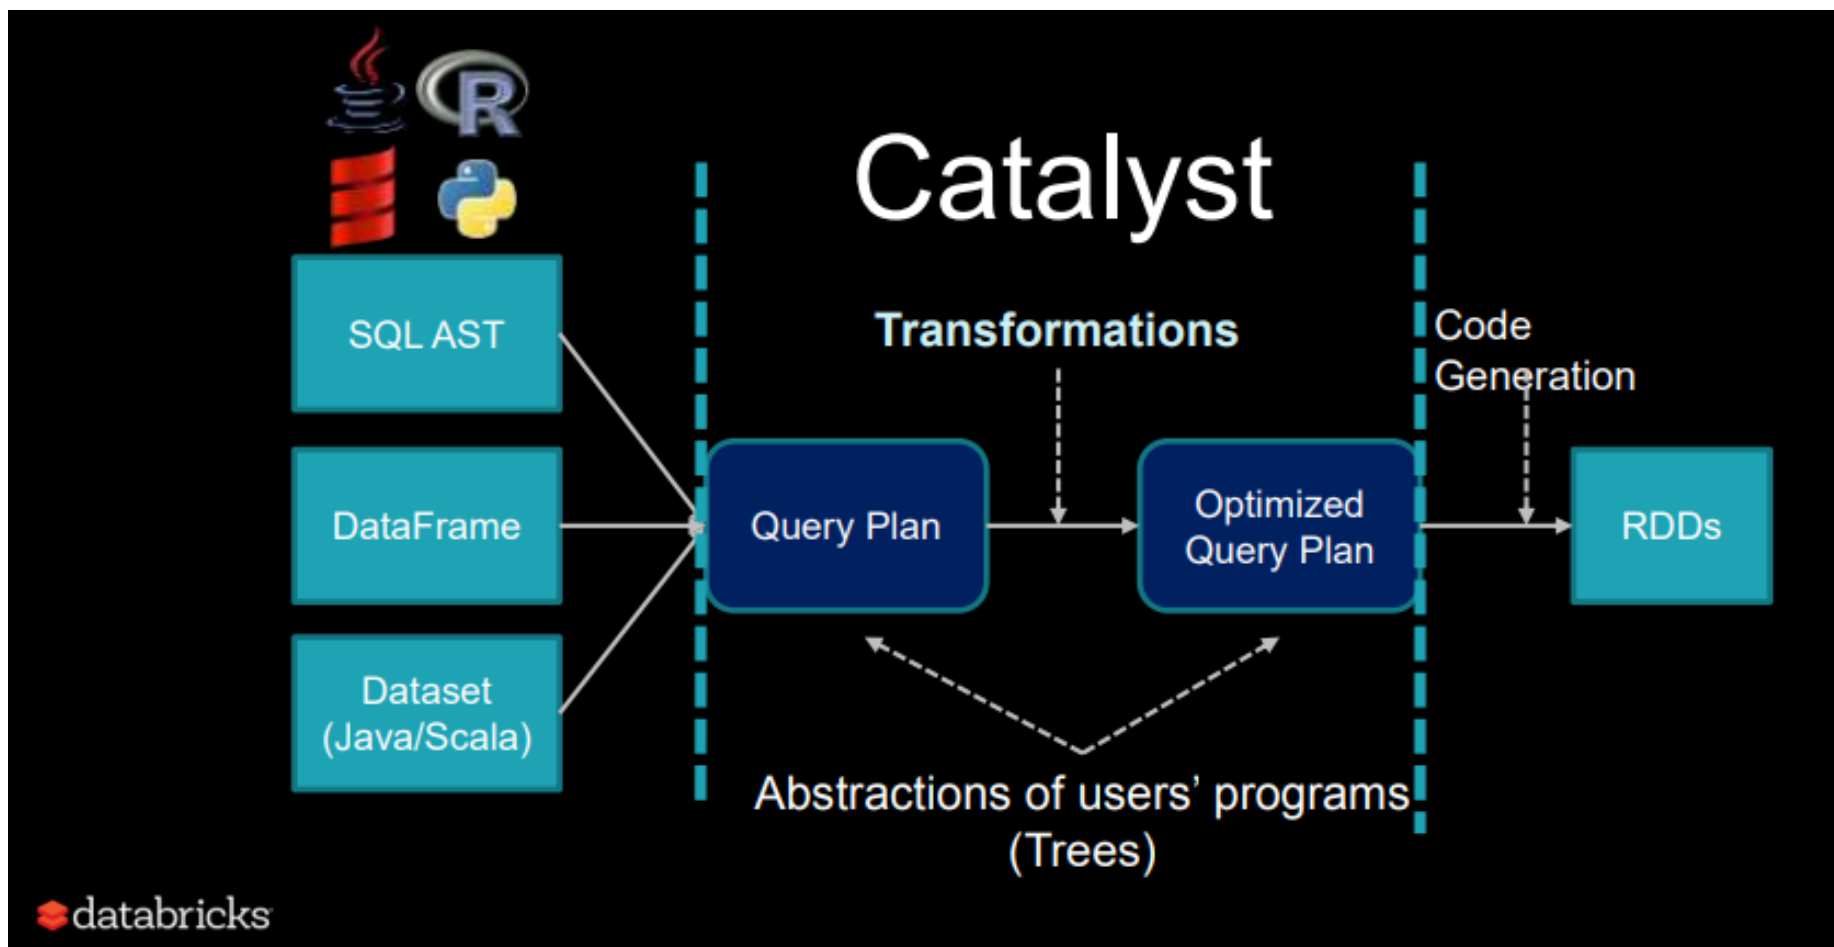 R
Catalyst
SQL AST
Transformations
Code
Generation
DataFrame
Query Plan
Optimized
Query Plan
RDDs
Dataset
(Java/Scala)
Abstractions of users’ programs
(Trees)
databricks